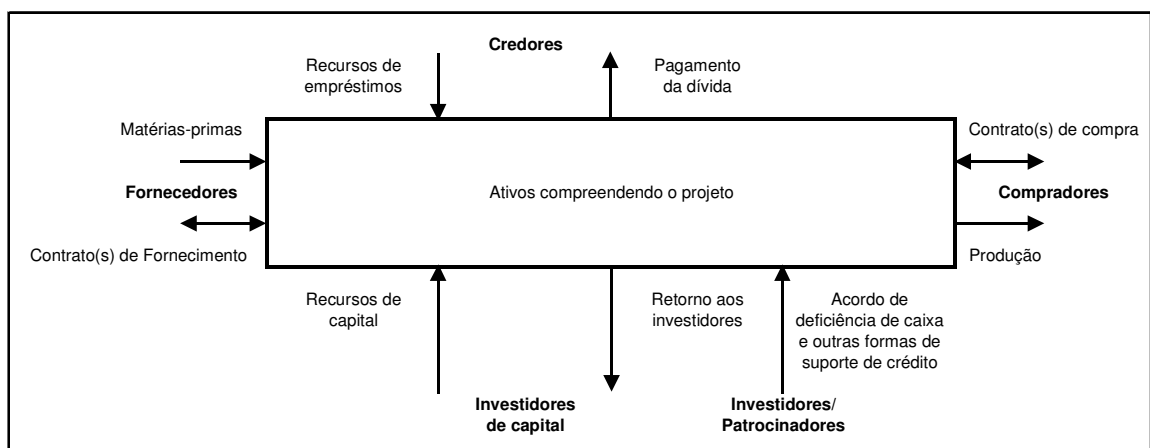 Credores
Recursos de
empréstimos
Pagamento
da dívida
Matérias-primas
Contrato(s) de compra
Fornecedores
Ativos compreendendo o projeto
Compradores
Contrato(s) de Fornecimento
Produção
Recursos de
capital
Retorno aos
investidores
Acordo de
deficiência de caixa
e outras formas de
suporte de crédito
Investidores
de capital
Investidores/
Patrocinadores